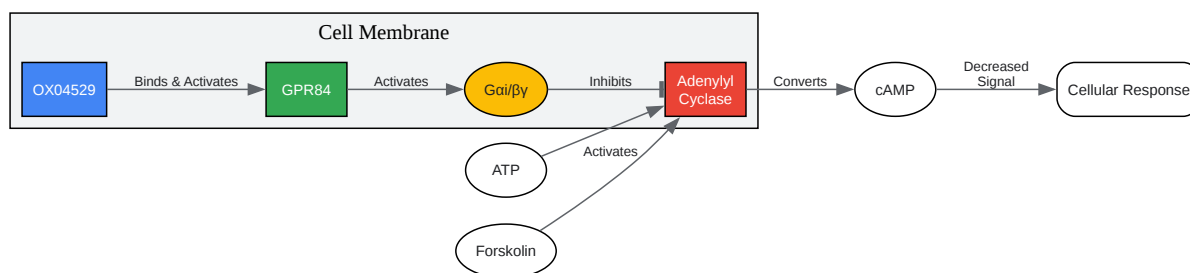 Cell Membrane
OX04529
Binds & Activates
GPR84
Activates
Gαi/βγ
Inhibits
Adenylyl
Cyclase
Converts
cAMP
Decreased
Signal
Cellular Response
ATP
Activates
Forskolin